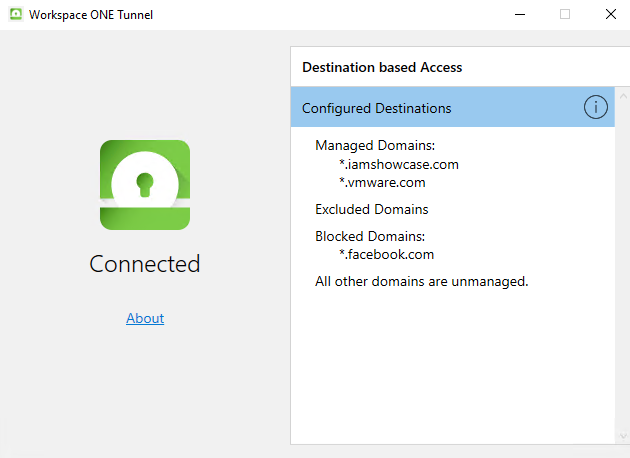 Workspace ONE Tunnel
Destination based Access
Configured Destinations
Managed Domains:
*.iamshowcase.com
*.vmware.com
Excluded Domains
Blocked Domains:
*.facebook.com
All other domains are unmanaged.
Connected
About